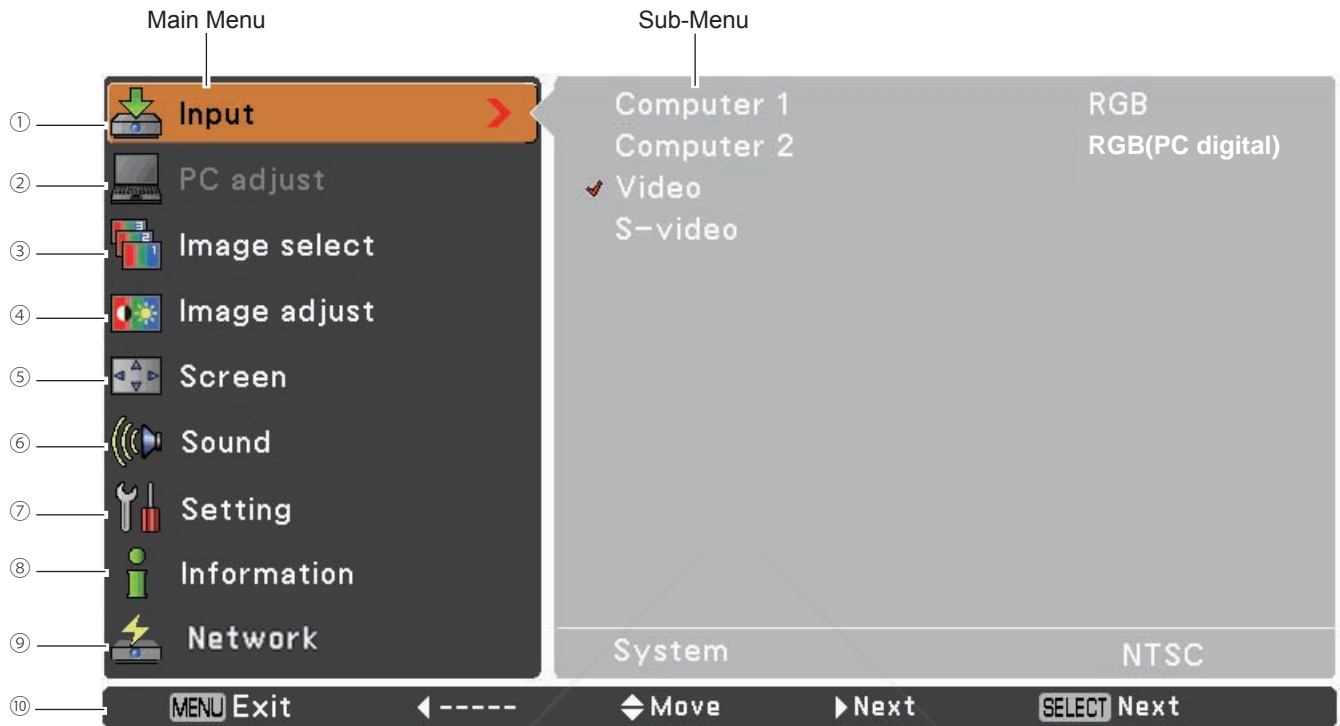 Main Menu Sub-Menu
① Input Computer 1 RGB
Computer 2 RGB(PC digital)
② PC adjust Video
③ Image select S-video
④ Image adjust
⑤ Screen
⑥ Sound
⑦ Setting
⑧ Information
⑨ Network System NTSC
⑩ MENU Exit ----- Move Next SELECT Next